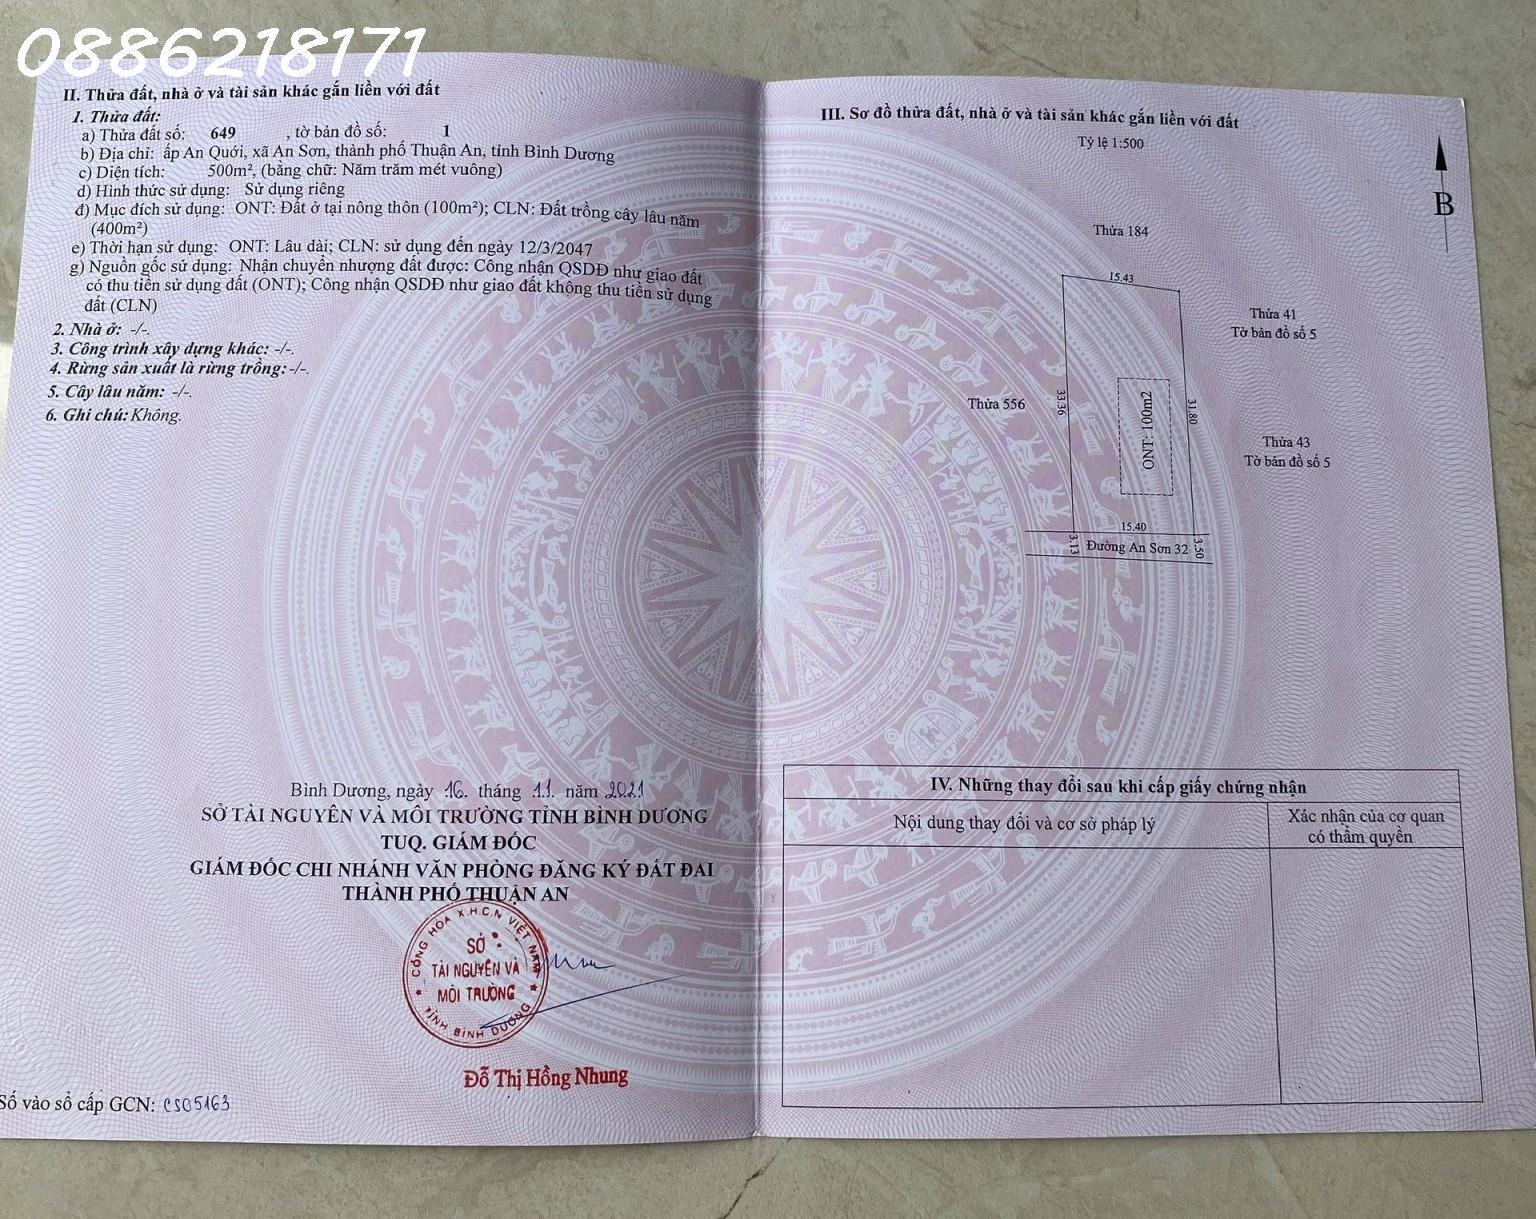 0886218171
II. Thửa đất, nhà ở và tài sản khác gắn liền với đất
1. Thửa đất:
a) Thửa đất số: 649 , tờ bản đồ số: 1
b) Địa chỉ: ấp An Quới, xã An Sơn, thành phố Thuận An, tỉnh Bình Dương
c) Diện tích: 500m², (bằng chữ: Năm trăm mét vuông)
d) Hình thức sử dụng: Sử dụng riêng
đ) Mục đích sử dụng: ONT: Đất ở tại nông thôn (100m²); CLN: Đất trồng cây lâu năm
(400m²)
e) Thời hạn sử dụng: ONT: Lâu dài; CLN: sử dụng đến ngày 12/3/2047
g) Nguồn gốc sử dụng: Nhận chuyển nhượng đất được: Công nhận QSDĐ như giao đất
có thu tiền sử dụng đất (ONT); Công nhận QSDĐ như giao đất không thu tiền sử dụng
đất (CLN)
2. Nhà ở: -/-.
3. Công trình xây dựng khác: -/-.
4. Rừng sản xuất là rừng trồng: -/-.
5. Cây lâu năm: -/-.
6. Ghi chú: Không.
Bình Dương, ngày 16. tháng 11. năm 2021
SỞ TÀI NGUYÊN VÀ MÔI TRƯỜNG TỈNH BÌNH DƯƠNG
TUQ. GIÁM ĐỐC
GIÁM ĐỐC CHI NHÁNH VĂN PHÒNG ĐĂNG KÝ ĐẤT ĐAI
THÀNH PHỐ THUẬN AN
CỘNG HÒA X.H.C.N VIỆT NAM
SỞ
TÀI NGUYÊN VÀ
MÔI TRƯỜNG
TỈNH BÌNH DƯƠNG
Đỗ Thị Hồng Nhung
Số vào sổ cấp GCN: CS05163
III. Sơ đồ thửa đất, nhà ở và tài sản khác gắn liền với đất
Tỷ lệ 1:500
B
Thửa 184
15.43
Thửa 41
Tờ bản đồ số 5
Thửa 556
33.36
ONT: 100m2
31.80
Thửa 43
Tờ bản đồ số 5
15.40
3.13
Đường An Sơn 32
3.50
IV. Những thay đổi sau khi cấp giấy chứng nhận
Nội dung thay đổi và cơ sở pháp lý
Xác nhận của cơ quan
có thẩm quyền